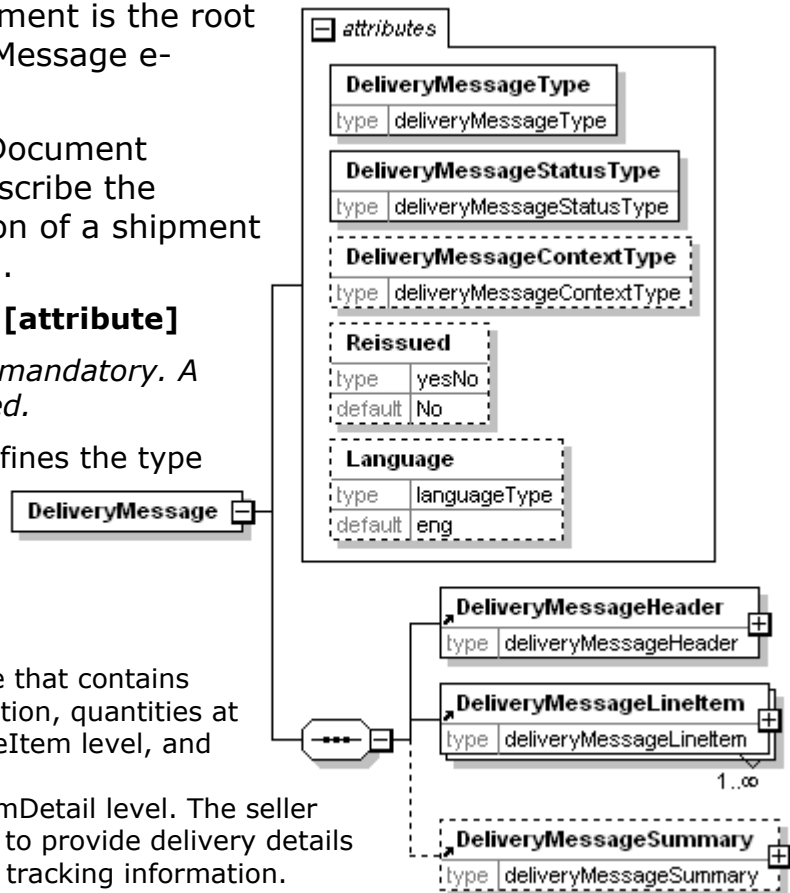 ment is the root
Message e-
Document
scribe the
on of a shipment
.
[attribute]
mandatory. A
ed.
fines the type
e that contains
tion, quantities at
eItem level, and
mDetail level. The seller
to provide delivery details
tracking information.
DeliveryMessage
attributes
DeliveryMessageType
type deliveryMessageType
DeliveryMessageStatusType
type deliveryMessageStatusType
DeliveryMessageContextType
type deliveryMessageContextType
Reissued
type yesNo
default No
Language
type languageType
default eng
DeliveryMessageHeader
type deliveryMessageHeader
DeliveryMessageLineItem
type deliveryMessageLineItem
1..∞
DeliveryMessageSummary
type deliveryMessageSummary